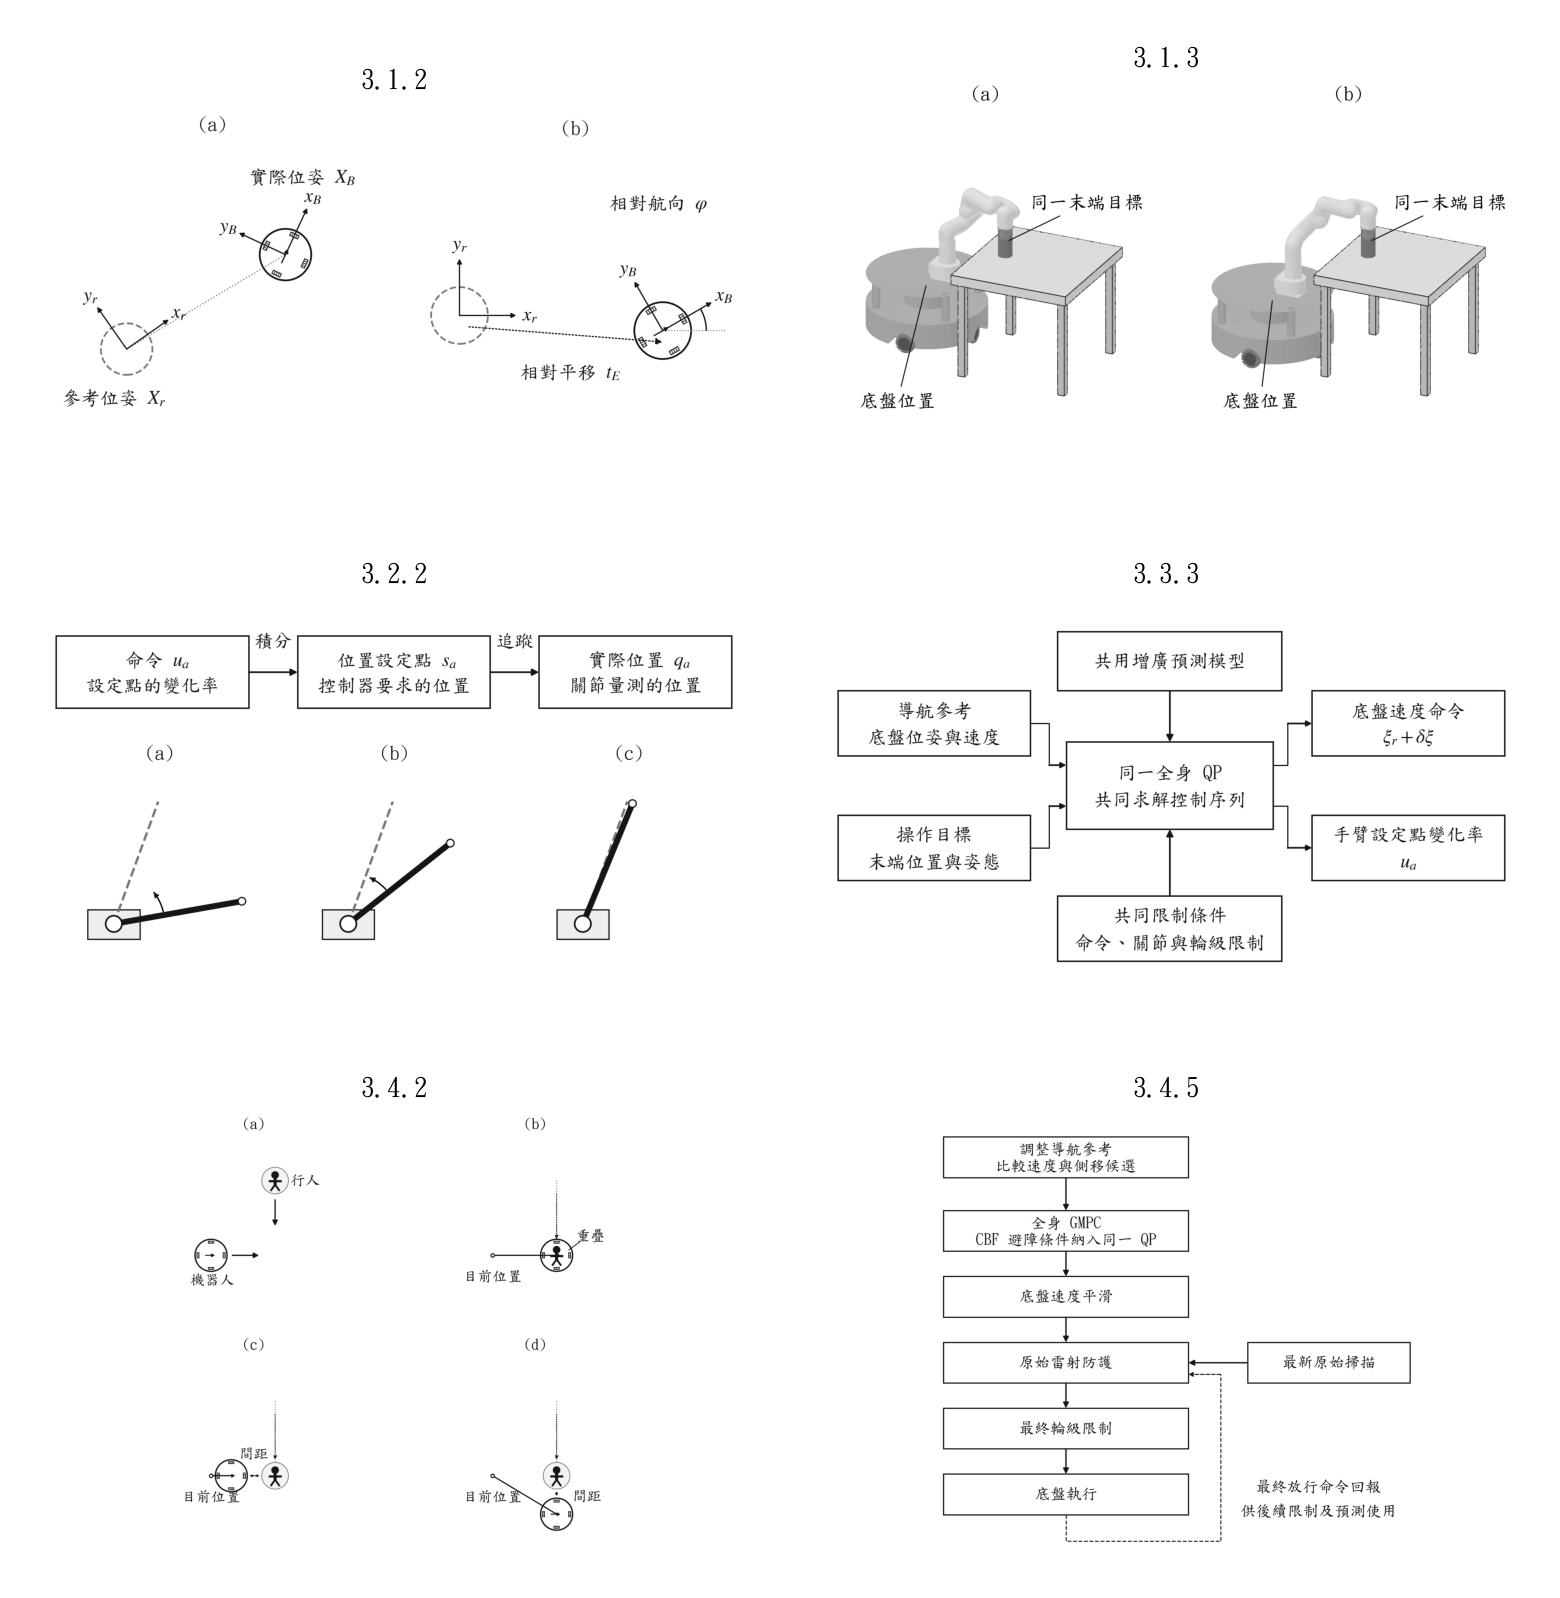 3.1.2
(a)
(b)
實際位姿 X_B
x_B
y_B
y_r
x_r
參考位姿 X_r
相對航向 φ
y_r
x_r
y_B
x_B
相對平移 t_E
3.1.3
(a)
(b)
同一末端目標
底盤位置
同一末端目標
底盤位置
3.2.2
命令 u_a
設定點的變化率
積分
位置設定點 s_a
控制器要求的位置
追蹤
實際位置 q_a
關節量測的位置
(a)
(b)
(c)
3.3.3
共用增廣預測模型
導航參考
底盤位姿與速度
操作目標
末端位置與姿態
同一全身 QP
共同求解控制序列
底盤速度命令
ξ_r+δξ
手臂設定點變化率
u_a
共同限制條件
命令、關節與輪級限制
3.4.2
(a)
行人
機器人
(b)
重疊
目前位置
(c)
間距
目前位置
(d)
目前位置
間距
3.4.5
調整導航參考
比較速度與側移候選
全身 GMPC
CBF 避障條件納入同一 QP
底盤速度平滑
原始雷射防護
最新原始掃描
最終輪級限制
底盤執行
最終放行命令回報
供後續限制及預測使用